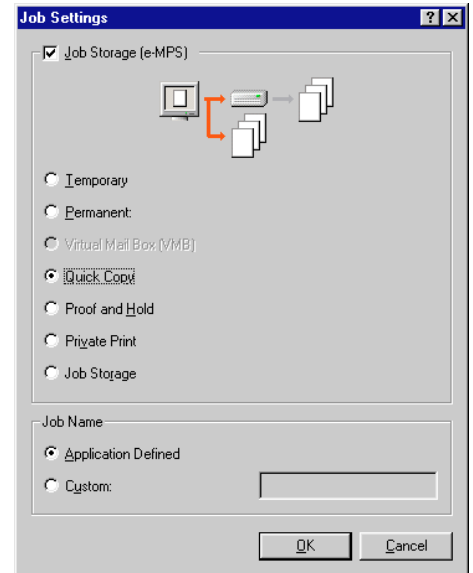 Job Settings
Job Storage (e-MPS)
Temporary
Permanent:
Virtual Mail Box (VMB)
Quick Copy
Proof and Hold
Private Print
Job Storage
Job Name
Application Defined
Custom:
OK Cancel